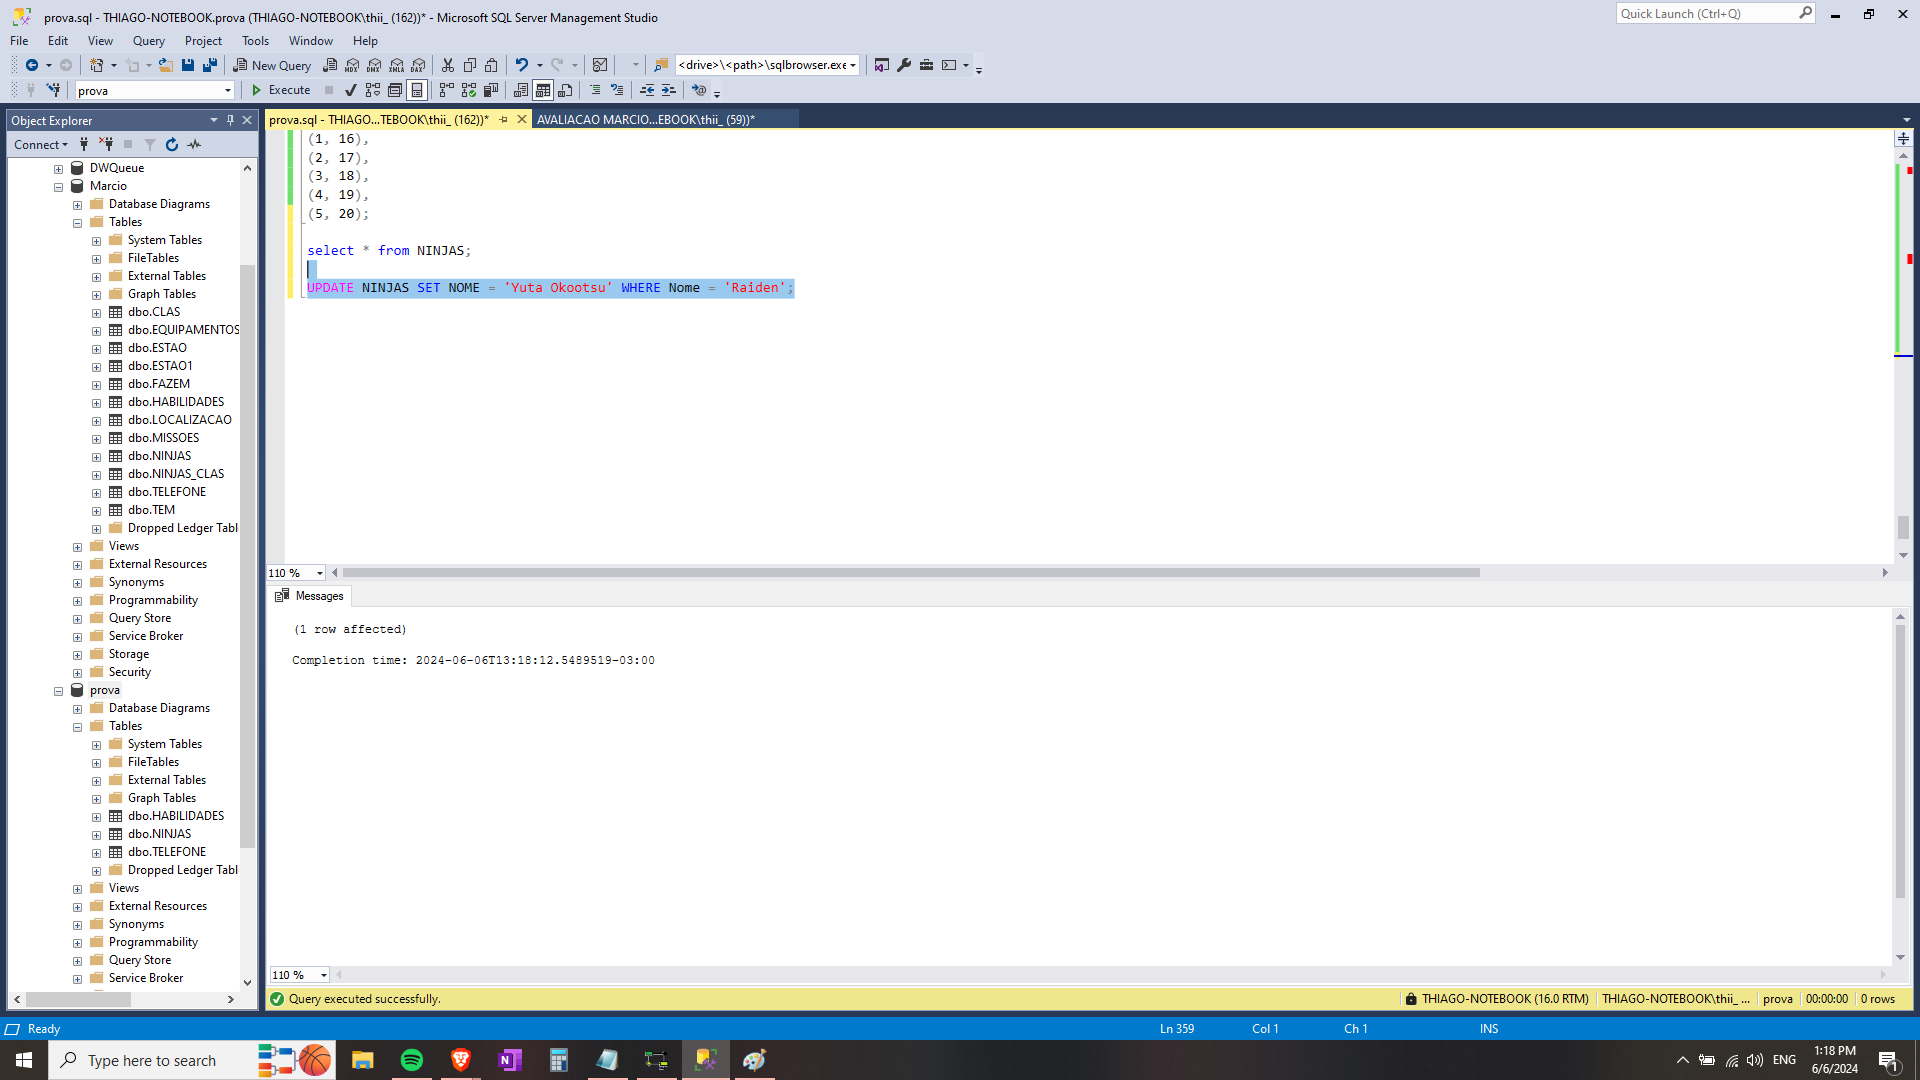 prova.sql - THIAGO-NOTEBOOK.prova (THIAGO-NOTEBOOK\thii_ (162))* - Microsoft SQL Server Management Studio
Quick Launch (Ctrl+Q)
File Edit View Query Project Tools Window Help
New Query
MDX DMX XMLA DAX
<drive>\<path>\sqlbrowser.exe
prova
Execute
Object Explorer
prova.sql - THIAGO...TEBOOK\thii_ (162))*
AVALIACAO MARCIO...EBOOK\thii_ (59))*
Connect
DWQueue
Marcio
Database Diagrams
Tables
System Tables
FileTables
External Tables
Graph Tables
dbo.CLAS
dbo.EQUIPAMENTOS
dbo.ESTAO
dbo.ESTAO1
dbo.FAZEM
dbo.HABILIDADES
dbo.LOCALIZACAO
dbo.MISSOES
dbo.NINJAS
dbo.NINJAS_CLAS
dbo.TELEFONE
dbo.TEM
Dropped Ledger Tabl
Views
External Resources
Synonyms
Programmability
Query Store
Service Broker
Storage
Security
prova
Database Diagrams
Tables
System Tables
FileTables
External Tables
Graph Tables
dbo.HABILIDADES
dbo.NINJAS
dbo.TELEFONE
Dropped Ledger Tabl
Views
External Resources
Synonyms
Programmability
Query Store
Service Broker
(1, 16),
(2, 17),
(3, 18),
(4, 19),
(5, 20);
select * from NINJAS;
UPDATE NINJAS SET NOME = 'Yuta Okootsu' WHERE Nome = 'Raiden';
110 %
Messages
(1 row affected)
Completion time: 2024-06-06T13:18:12.5489519-03:00
110 %
Query executed successfully.
THIAGO-NOTEBOOK (16.0 RTM)
THIAGO-NOTEBOOK\thii_ ...
prova
00:00:00
0 rows
Ready
Ln 359
Col 1
Ch 1
INS
Type here to search
ENG
1:18 PM
6/6/2024
1